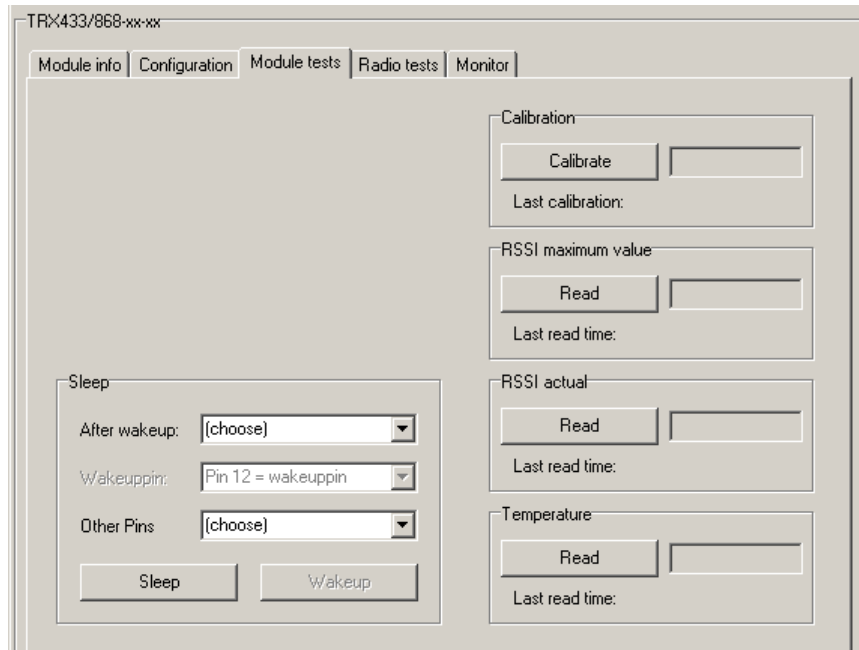 TRX433/868-xx-xx
Module info Configuration Module tests Radio tests Monitor
Calibration
Calibrate
Last calibration:
RSSI maximum value
Read
Last read time:
Sleep
After wakeup: (choose)
Wakeuppin: Pin 12 = wakeuppin
Other Pins (choose)
Sleep Wakeup
RSSI actual
Read
Last read time:
Temperature
Read
Last read time: